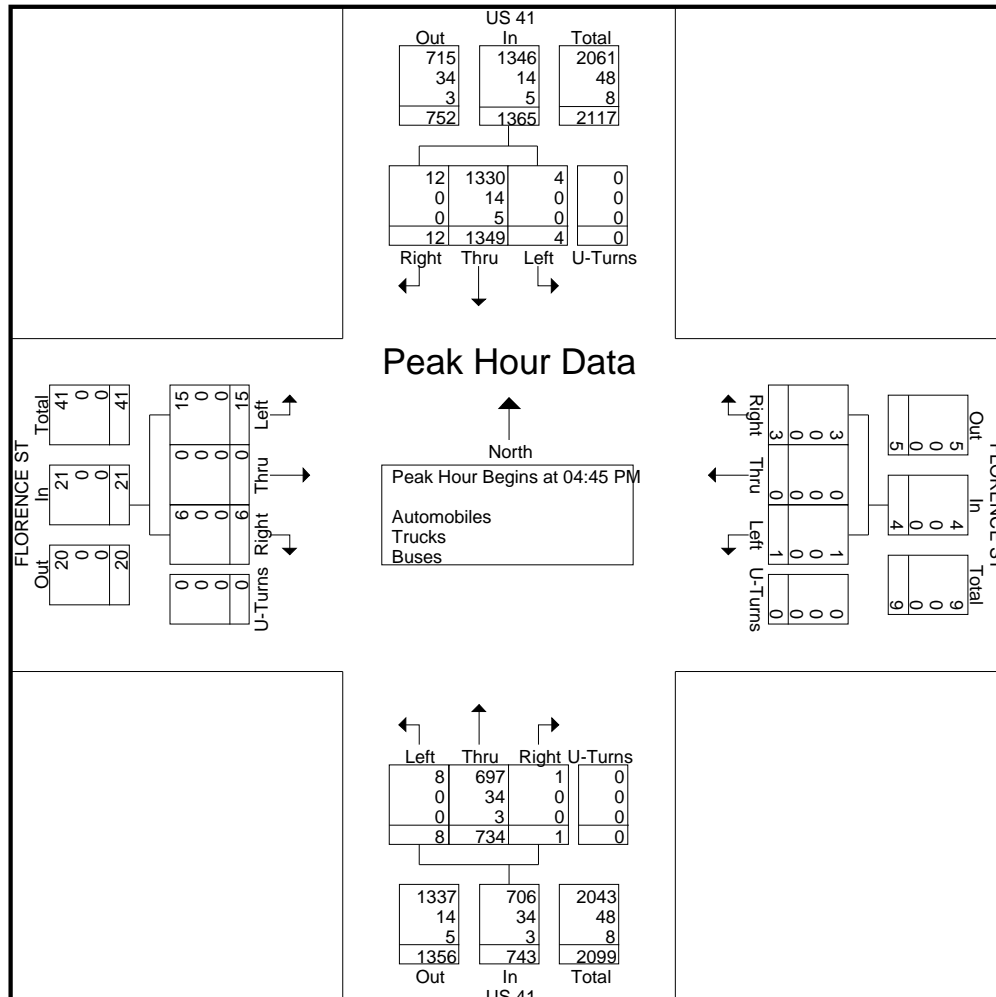 US 41
Out In Total
715 1346 2061
34 14 48
3 5 8
752 1365 2117
12 1330 4 0
0 14 0 0
0 5 0 0
12 1349 4 0
Right Thru Left U-Turns
Peak Hour Data
North
Peak Hour Begins at 04:45 PM
Automobiles
Trucks
Buses
FLORENCE ST
Total In Out
41 21 20
0 0 0
0 0 0
41 21 20
15 0 6 0
0 0 0 0
0 0 0 0
15 0 6 0
Left Thru Right U-Turns
Right Thru Left U-Turns
3 0 1 0
0 0 0 0
0 0 0 0
3 0 1 0
Out In Total
5 4 9
0 0 0
0 0 0
5 4 9
FLORENCE ST
Left Thru Right U-Turns
8 697 1 0
0 34 0 0
0 3 0 0
8 734 1 0
1337 706 2043
14 34 48
5 3 8
1356 743 2099
Out In Total
US 41